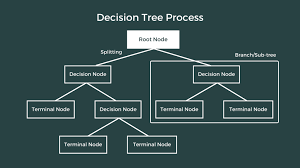 Decision Tree Process
Root Node
Splitting
Branch/Sub-tree
Decision Node
Decision Node
Terminal Node
Decision Node
Terminal Node
Terminal Node
Terminal Node
Terminal Node